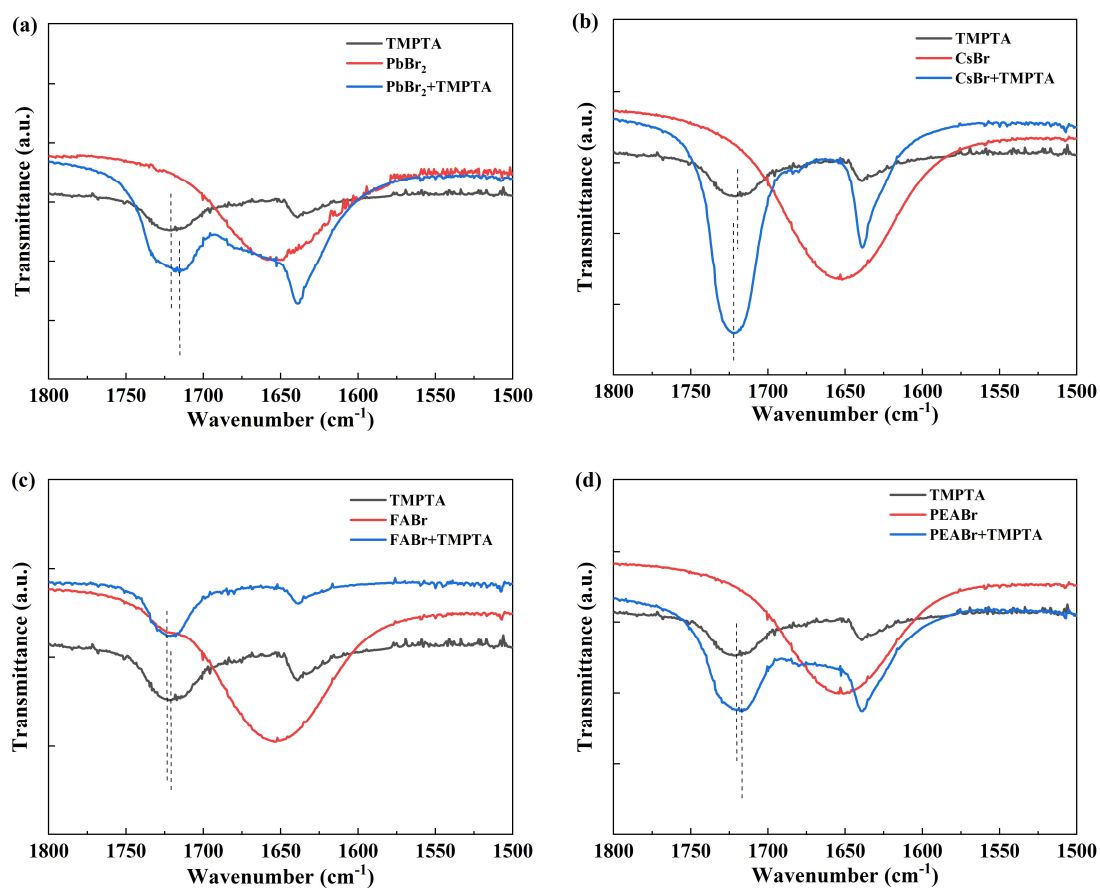 (a)
TMPTA
PbBr2
PbBr2+TMPTA
Transmittance (a.u.)
1800 1750 1700 1650 1600 1550 1500
Wavenumber (cm-1)
(b)
TMPTA
CsBr
CsBr+TMPTA
Transmittance (a.u.)
1800 1750 1700 1650 1600 1550 1500
Wavenumber (cm-1)
(c)
TMPTA
FABr
FABr+TMPTA
Transmittance (a.u.)
1800 1750 1700 1650 1600 1550 1500
Wavenumber (cm-1)
(d)
TMPTA
PEABr
PEABr+TMPTA
Transmittance (a.u.)
1800 1750 1700 1650 1600 1550 1500
Wavenumber (cm-1)